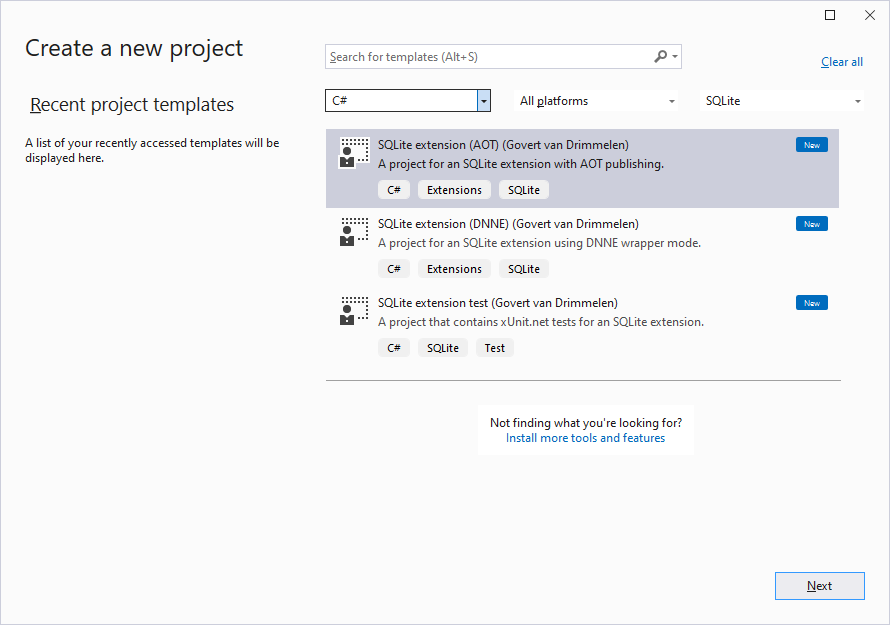 Create a new project
Search for templates (Alt+S)
Clear all
Recent project templates
A list of your recently accessed templates will be
displayed here.
C#
All platforms
SQLite
SQLite extension (AOT) (Govert van Drimmelen)
New
A project for an SQLite extension with AOT publishing.
C#
Extensions
SQLite
SQLite extension (DNNE) (Govert van Drimmelen)
New
A project for an SQLite extension using DNNE wrapper mode.
C#
Extensions
SQLite
SQLite extension test (Govert van Drimmelen)
New
A project that contains xUnit.net tests for an SQLite extension.
C#
SQLite
Test
Not finding what you're looking for?
Install more tools and features
Next